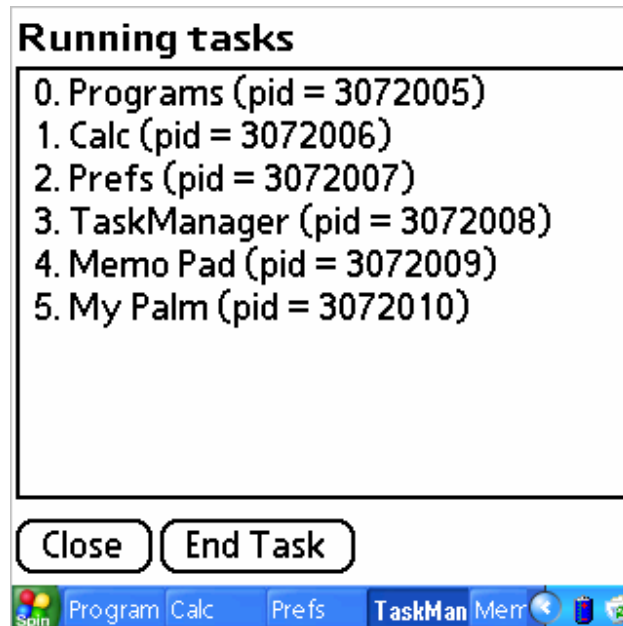 Running tasks
0. Programs (pid = 3072005)
1. Calc (pid = 3072006)
2. Prefs (pid = 3072007)
3. TaskManager (pid = 3072008)
4. Memo Pad (pid = 3072009)
5. My Palm (pid = 3072010)
Close End Task
Spin Program Calc Prefs TaskMan Mem